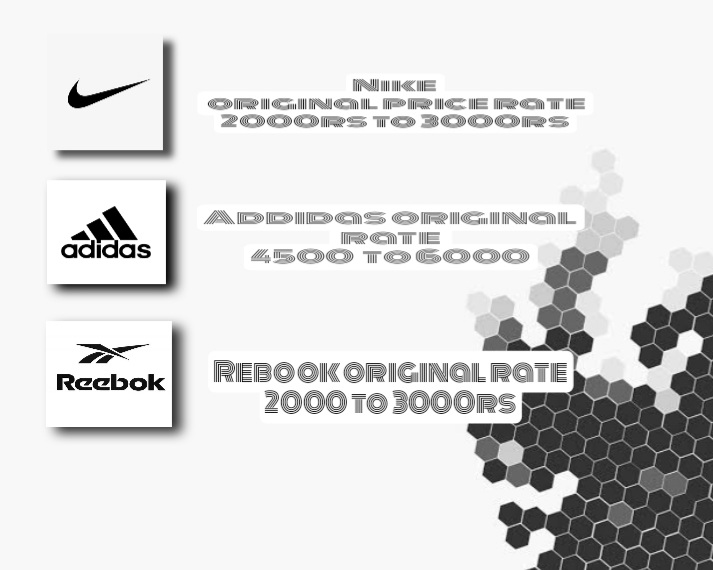 Nike
original price rate
2000rs to 3000rs
adidas
Addidas original
rate
4500 to 6000
Reebok
Rebook original rate
2000 to 3000rs